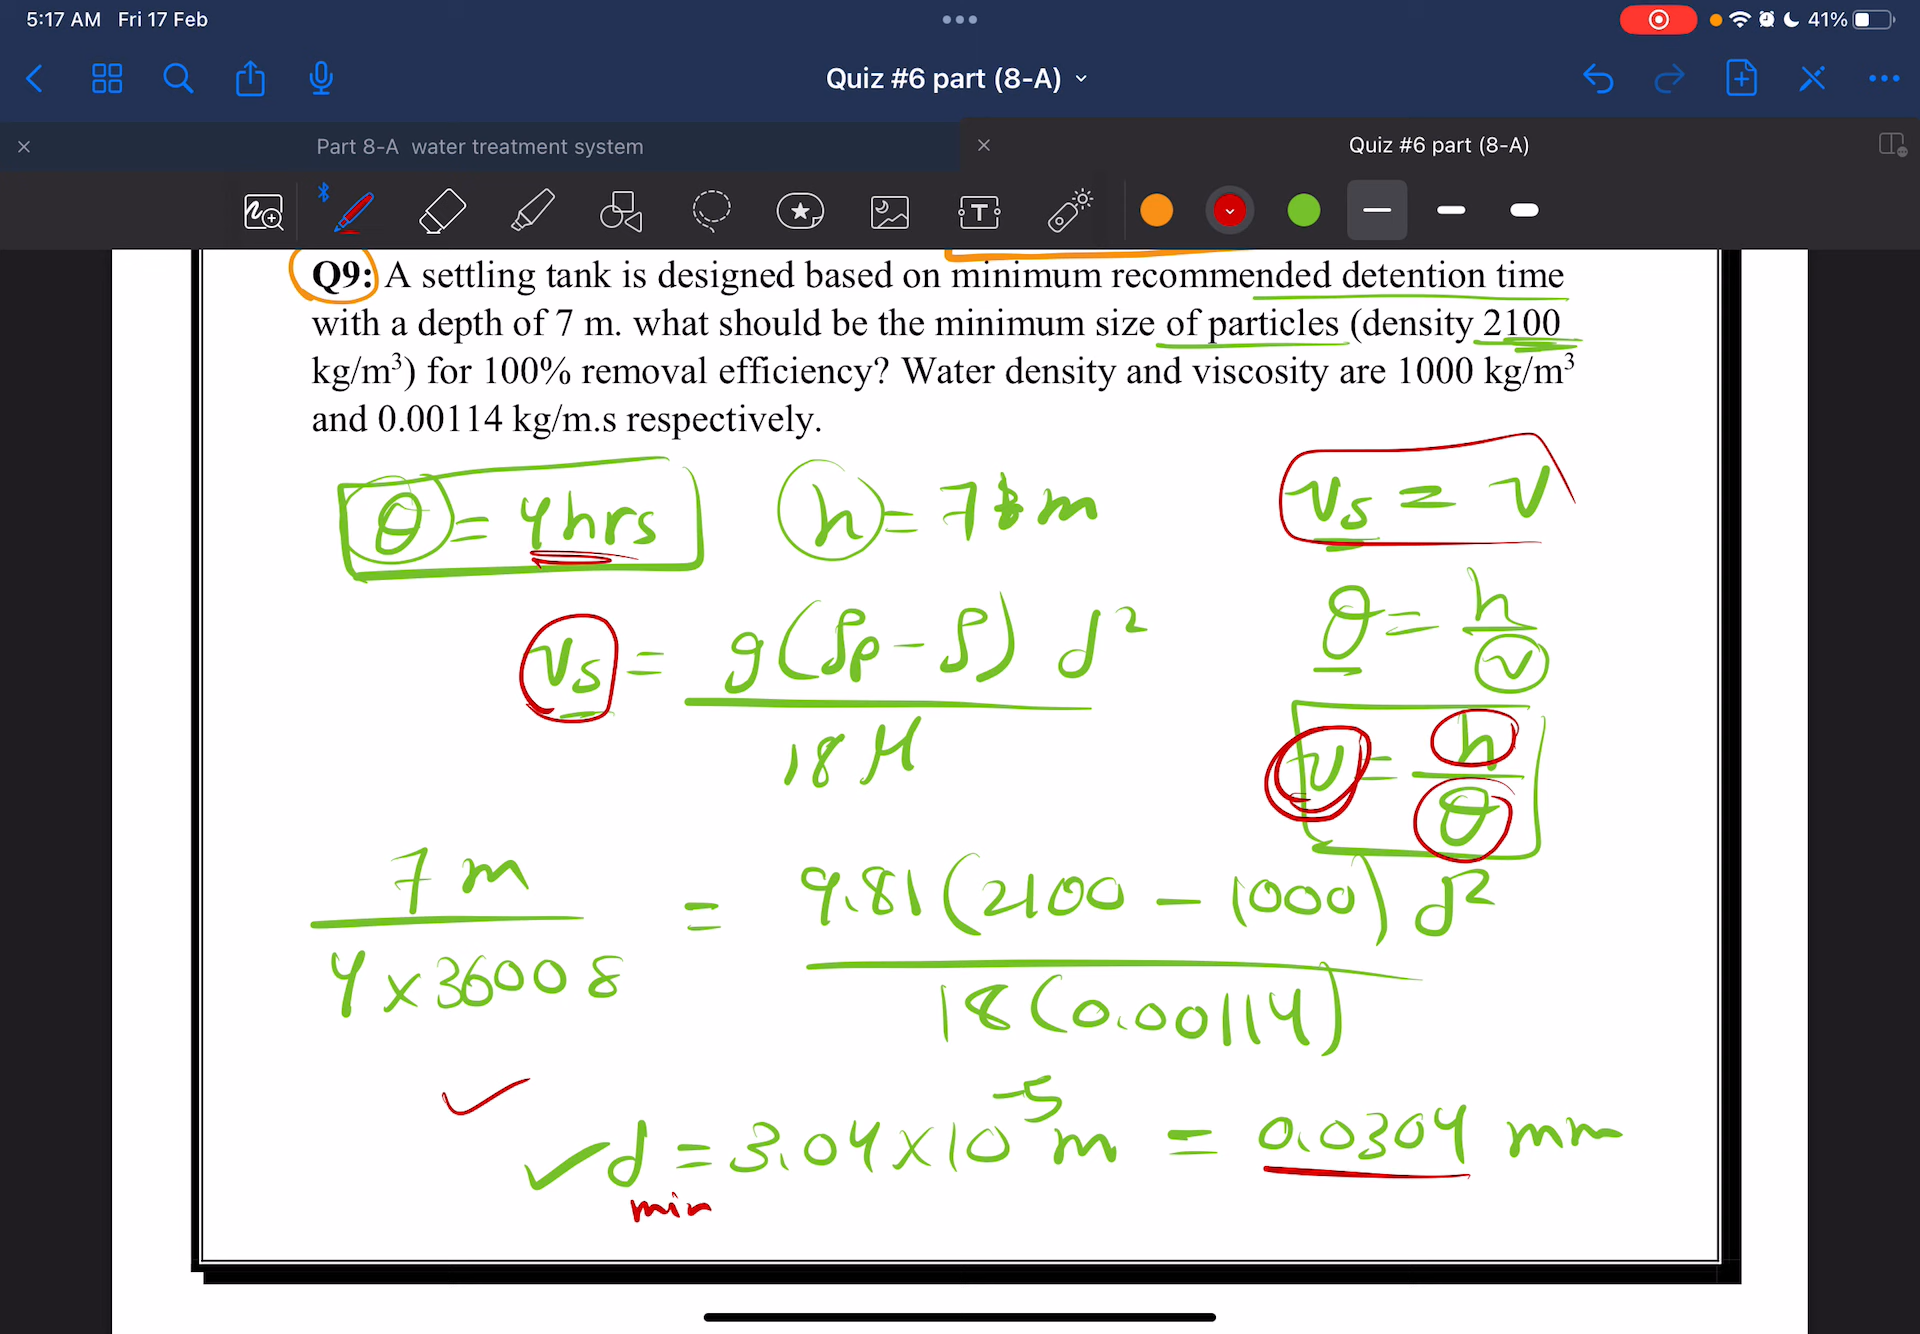 5:17 AM Fri 17 Feb
41%
Quiz #6 part (8-A)
Part 8-A water treatment system
Quiz #6 part (8-A)
T
Q9: A settling tank is designed based on minimum recommended detention time
with a depth of 7 m. what should be the minimum size of particles (density 2100
kg/m³) for 100% removal efficiency? Water density and viscosity are 1000 kg/m³
and 0.00114 kg/m.s respectively.
θ = 4hrs h = 7 m Vs = V
Vs = g(ρp - ρ) d² / 18 μ
θ = h / V
V = h / θ
7 m / 4 x 3600 s = 9.81 (2100 - 1000) d² / 18 (0.00114)
d min = 3.04 x 10⁻⁵ m = 0.0304 mm